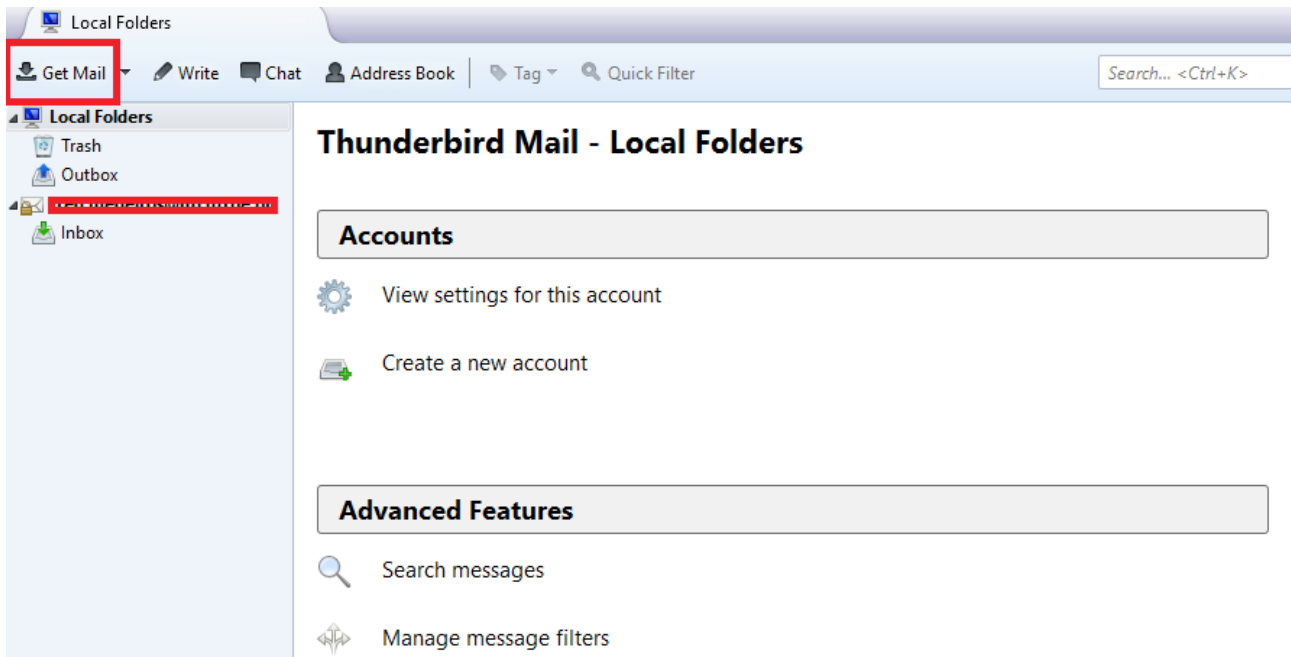 Local Folders
Get Mail Write Chat Address Book Tag Quick Filter Search... <Ctrl+K>
Local Folders
Trash
Outbox
Inbox
Thunderbird Mail - Local Folders
Accounts
View settings for this account
Create a new account
Advanced Features
Search messages
Manage message filters